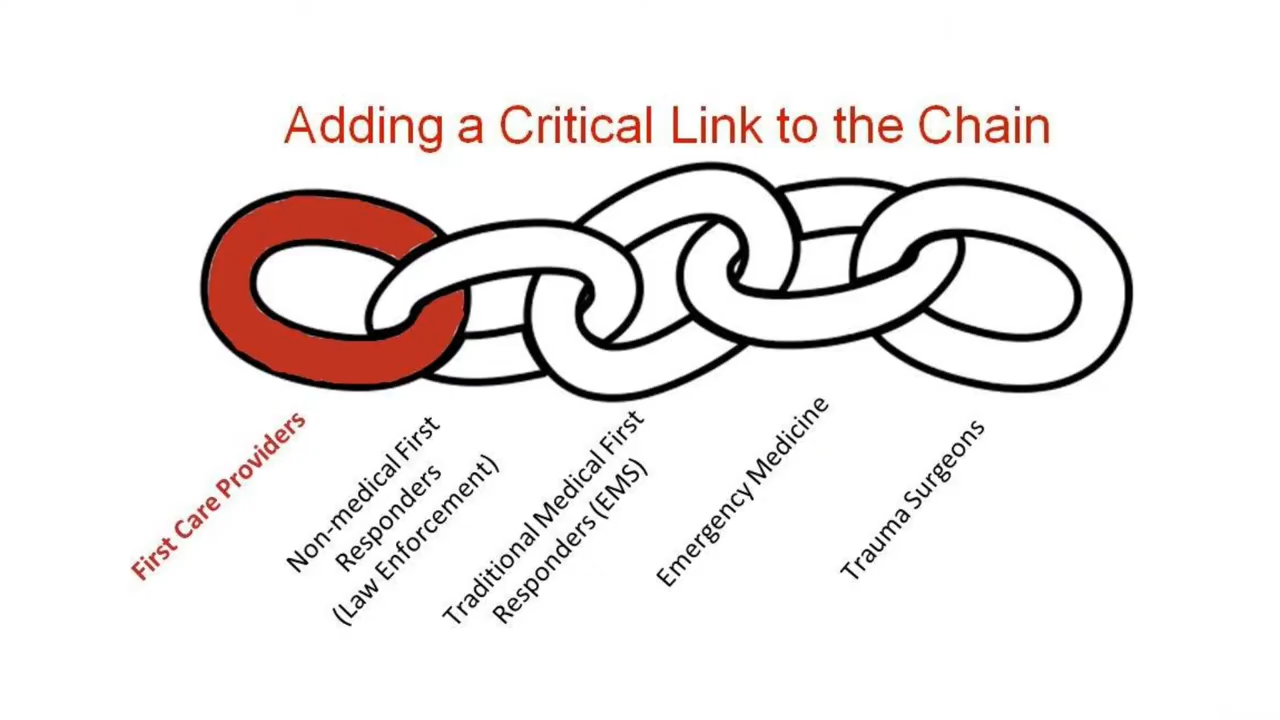 Adding a Critical Link to the Chain
First Care Providers
Non-medical First
Responders
(Law Enforcement)
Traditional Medical First
Responders (EMS)
Emergency Medicine
Trauma Surgeons